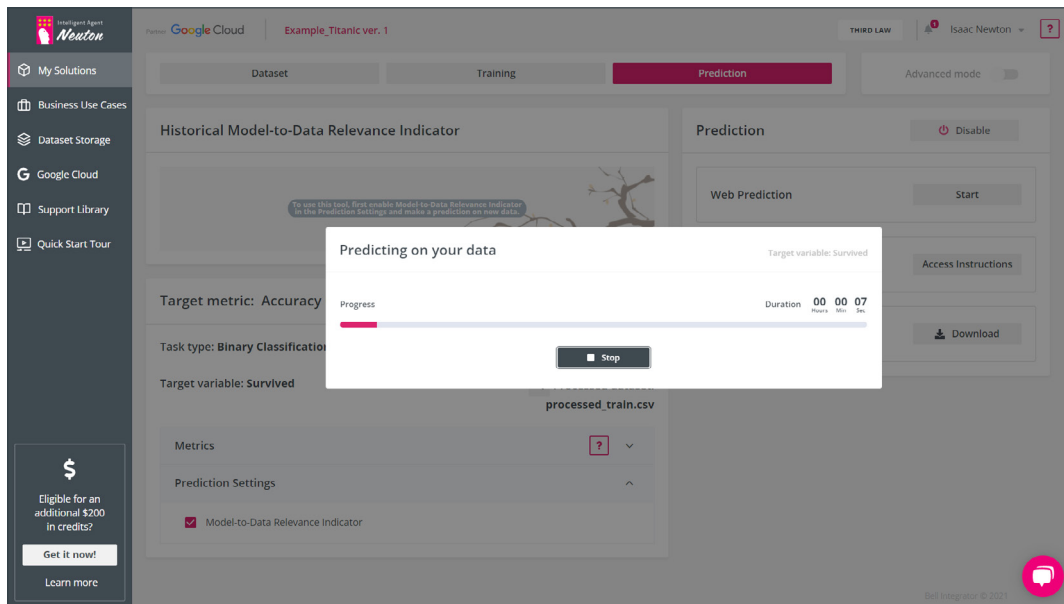 Intelligent Agent
Neuton
Partner Google Cloud
Example_Titanic ver. 1
THIRD LAW
Isaac Newton
?
My Solutions
Business Use Cases
Dataset Storage
Google Cloud
Support Library
Quick Start Tour
Dataset
Training
Prediction
Advanced mode
Historical Model-to-Data Relevance Indicator
To use this tool, first enable Model-to-Data Relevance Indicator
in the Prediction Settings and make a prediction on new data.
Prediction
Disable
Web Prediction
Start
Access Instructions
Download
Predicting on your data
Target variable: Survived
Progress
Duration
00 00 07
Hours Min Sec
Stop
Target metric: Accuracy
Task type: Binary Classification
Target variable: Survived
processed_train.csv
Metrics
?
Prediction Settings
Model-to-Data Relevance Indicator
$
Eligible for an
additional $200
in credits?
Get it now!
Learn more
Bell Integrator © 2021